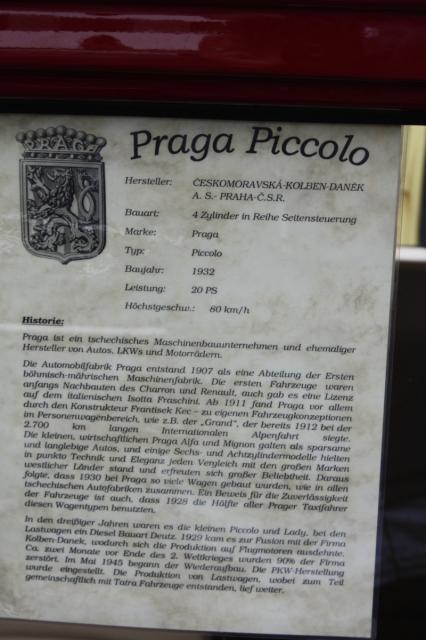 PRAGA
Praga Piccolo
Hersteller: ČESKOMORAVSKÁ-KOLBEN-DANĚK
A. S.- PRAHA-Č.S.R.
Bauart: 4 Zylinder in Reihe Seitensteuerung
Marke: Praga
Typ: Piccolo
Baujahr: 1932
Leistung: 20 PS
Höchstgeschw.: 80 km/h
Historie:
Praga ist ein tschechisches Maschinenbauunternehmen und ehemaliger
Hersteller von Autos, LKWs und Motorrädern.
Die Automobilfabrik Praga entstand 1907 als eine Abteilung der Ersten
böhmisch-mährischen Maschinenfabrik. Die ersten Fahrzeuge waren
anfangs Nachbauten des Charron und Renault, auch gab es eine Lizenz
auf dem italienischen Isotta Fraschini. Ab 1911 fand Praga vor allem
durch den Konstrukteur Frantisek Kec – zu eigenen Fahrzeugkonzeptionen
im Personenwagenbereich, wie z.B. der „Grand", der bereits 1912 bei der
2.700 km langen Internationalen Alpenfahrt siegte.
Die kleinen, wirtschaftlichen Praga Alfa und Mignon galten als sparsame
und langlebige Autos, und einige Sechs- und Achtzylindermodelle hielten
in punkto Technik und Eleganz jeden Vergleich mit den großen Marken
westlicher Länder stand und erfreuten sich großer Beliebtheit. Daraus
folgte, dass 1930 bei Praga so viele Wagen gebaut wurden, wie in allen
tschechischen Autofabriken zusammen. Ein Beweis für die Zuverlässigkeit
der Fahrzeuge ist auch, dass 1928 die Hälfte aller Prager Taxifahrer
diesen Wagentypen benutzten.
In den dreißiger Jahren waren es die kleinen Piccolo und Lady, bei den
Lastwagen ein Diesel Bauart Deutz. 1929 kam es zur Fusion mit der Firma
Kolben-Danek, wodurch sich die Produktion auf Flugmotoren ausdehnte.
Ca. zwei Monate vor Ende des 2. Weltkrieges wurden 90% der Firma
zerstört. Im Mai 1945 begann der Wiederaufbau. Die PKW-Herstellung
wurde eingestellt. Die Produktion von Lastwagen, wobei zum Teil
gemeinschaftlich mit Tatra Fahrzeuge entstanden, lief weiter.